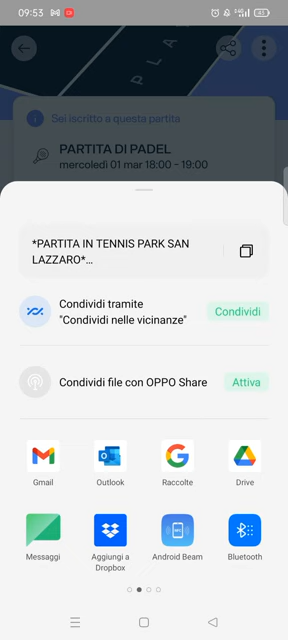 09:53
41
PLA
Sei iscritto a questa partita
PARTITA DI PADEL
mercoledì 01 mar 18:00 - 19:00
*PARTITA IN TENNIS PARK SAN
LAZZARO*...
Condividi tramite
"Condividi nelle vicinanze"
Condividi
Condividi file con OPPO Share
Attiva
Gmail
Outlook
Raccolte
Drive
Messaggi
Aggiungi a
Dropbox
Android Beam
Bluetooth